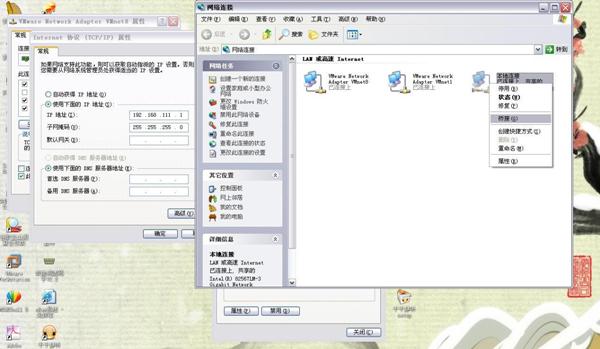 VMware Network Adapter VMnet8 属性
常规
Internet 协议 (TCP/IP) 属性
常规
如果网络支持此功能，则可以获取自动指派的 IP 设置。否则，
您需要从网络系统管理员处获得适当的 IP 设置。
自动获得 IP 地址(O)
使用下面的 IP 地址(S):
IP 地址(I): 192 .168 .111 . 1
子网掩码(U): 255 .255 .255 . 0
默认网关(D):
自动获得 DNS 服务器地址(B)
使用下面的 DNS 服务器地址(E):
首选 DNS 服务器(P):
备用 DNS 服务器(A):
高级(V)
确定
网络连接
文件(F) 编辑(E) 查看(V) 收藏(A) 工具(T) 高级(N) 帮助(H)
后退 搜索 文件夹
地址(D) 网络连接 转到
网络任务
创建一个新的连接
设置家庭或小型办公网络
更改 Windows 防火墙设置
禁用此网络设备
修复此连接
重命名此连接
查看此连接的状态
更改此连接的设置
其它位置
控制面板
网上邻居
我的文档
我的电脑
详细信息
本地连接
LAN 或高速 Internet
已连接上，共享的
Intel(R) 82567LM-3
Gigabit Network
LAN 或高速 Internet
VMware Network
Adapter VMnet8
已连接上
VMware Network
Adapter VMnet1
已连接上
本地连接
已连接上，共享的
停用(B)
状态(U)
修复(P)
桥接(G)
创建快捷方式(S)
删除(D)
重命名(M)
属性(R)
属性(R) 禁用(D)
关闭(C)
VMware
Workstation
setup